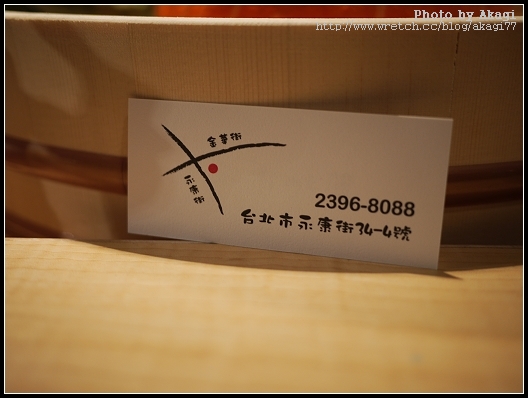 Photo by Akagi
http://www.wretch.cc/blog/akagi77
金華街
永康街
2396-8088
台北市永康街34-4號